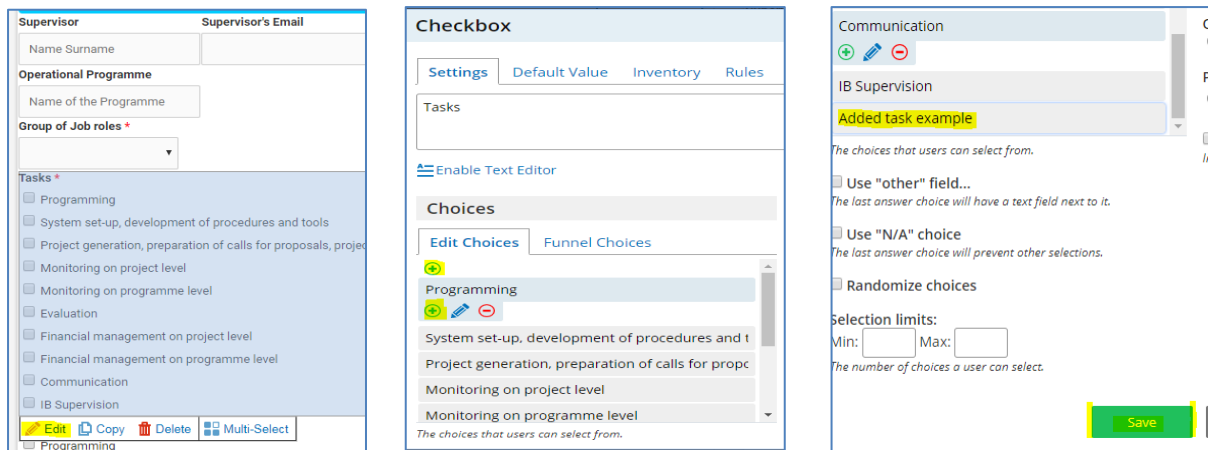 Supervisor Supervisor's Email
Name Surname
Operational Programme
Name of the Programme
Group of Job roles *
Tasks *
Programming
System set-up, development of procedures and tools
Project generation, preparation of calls for proposals, projec
Monitoring on project level
Monitoring on programme level
Evaluation
Financial management on project level
Financial management on programme level
Communication
IB Supervision
Edit Copy Delete Multi-Select
Programming
Checkbox
Settings Default Value Inventory Rules
Tasks
Enable Text Editor
Choices
Edit Choices Funnel Choices
Programming
System set-up, development of procedures and t
Project generation, preparation of calls for propc
Monitoring on project level
Monitoring on programme level
The choices that users can select from.
Communication
IB Supervision
Added task example
The choices that users can select from.
Use "other" field...
The last answer choice will have a text field next to it.
Use "N/A" choice
The last answer choice will prevent other selections.
Randomize choices
Selection limits:
Min: Max:
The number of choices a user can select.
Save